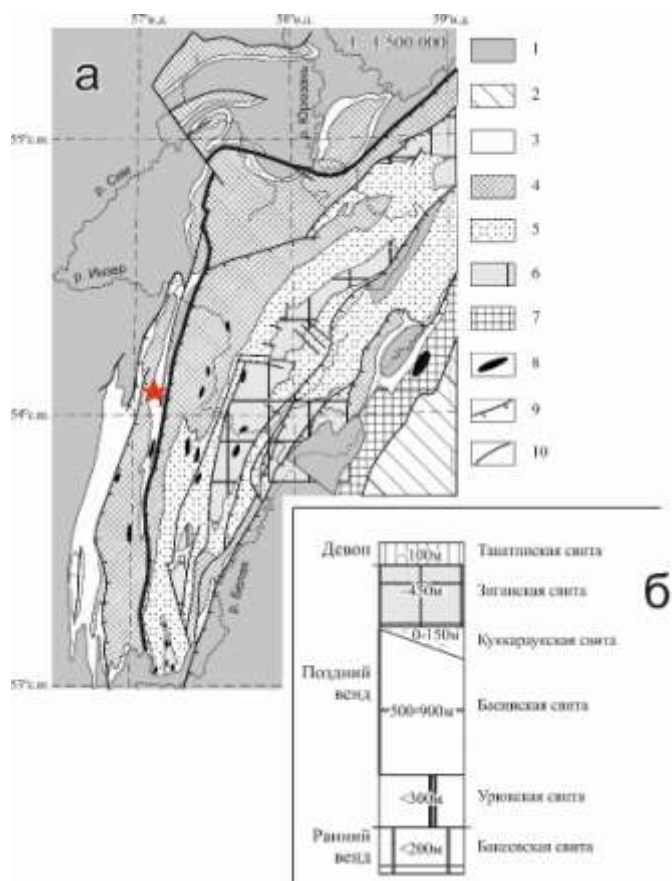 57°в.д.
58°в.д.
59°в.д.
1 : 1 500 000
а
р. Юрюзань
55°
р. Сим
р. Инзер
54°с.ш.
р. Белая
53°с.ш.
1
2
3
4
5
6
7
8
9
10
б
Девон
~100м
~450м
Зиганская свита
0-150м
Куккараукская свита
Поздний
венд
500-900м
Басинская свита
<300м
Урюкская свита
Ранний
венд
<200м
Бакеевская свита